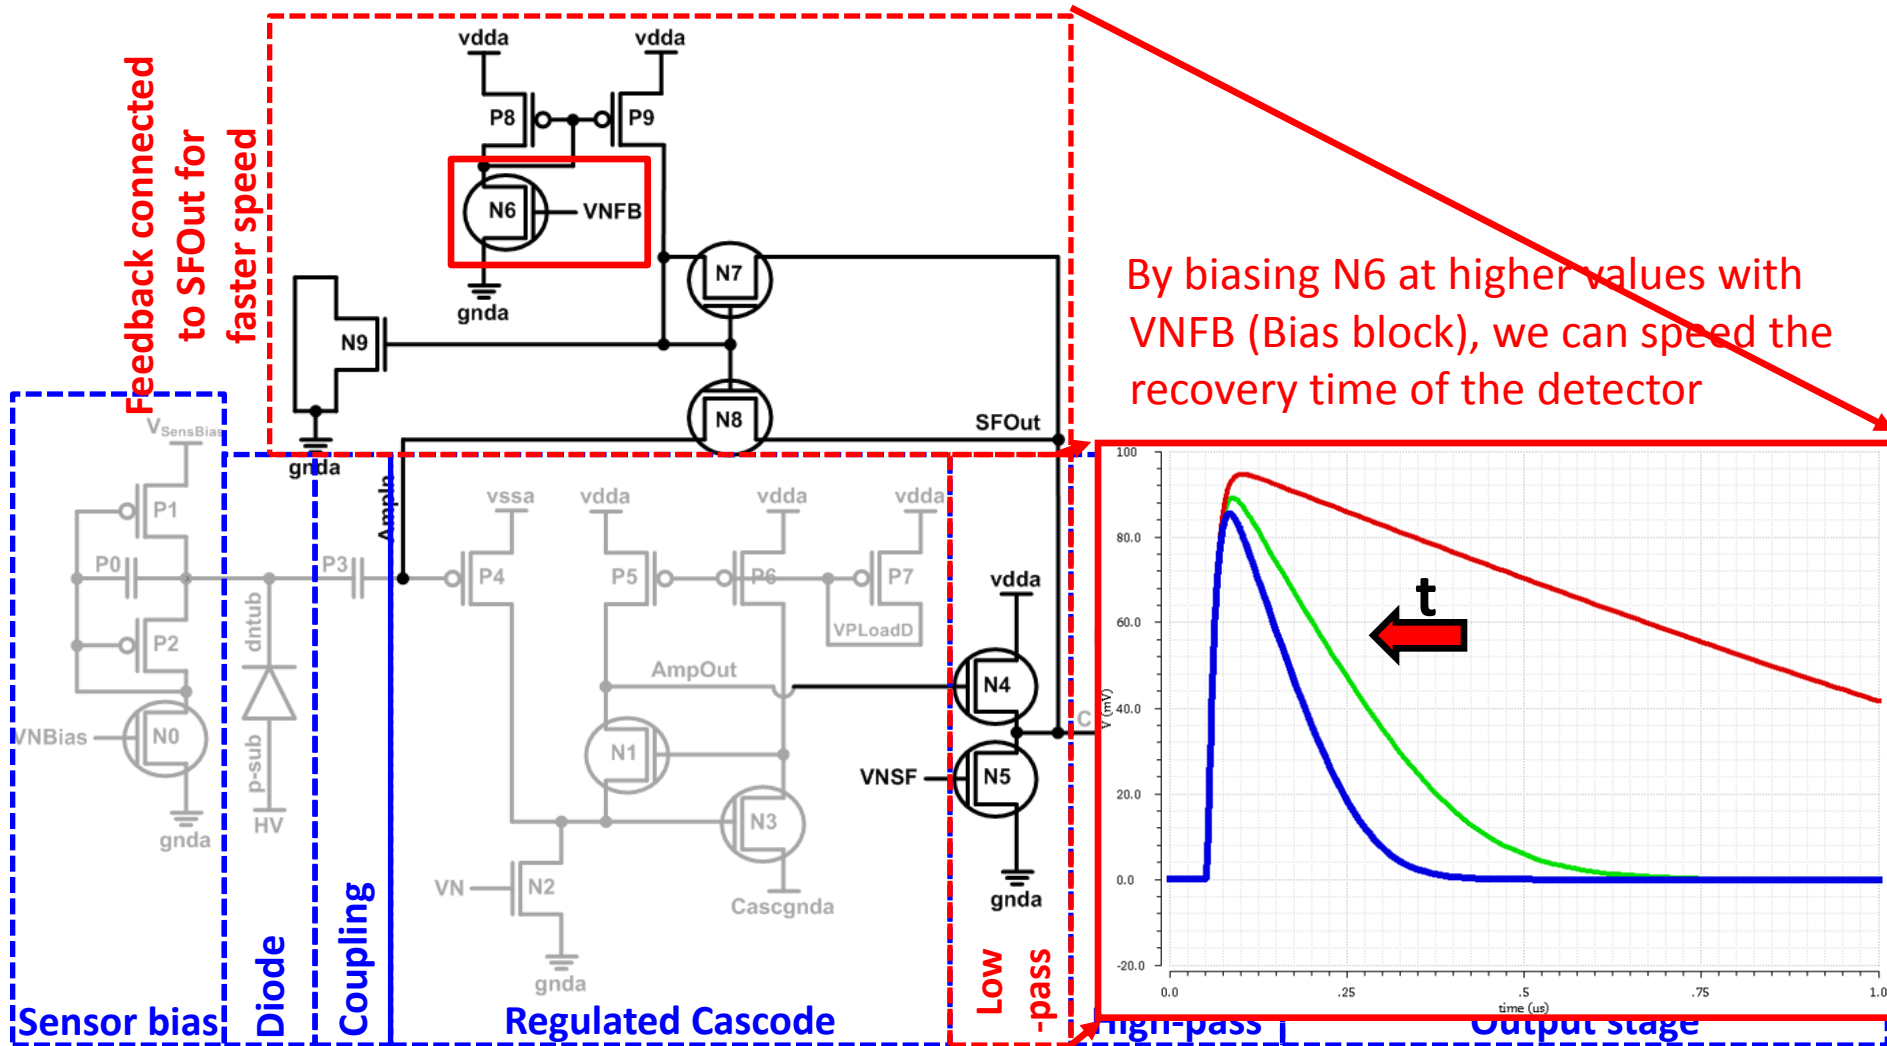 Feedback connected
to SFOut for
faster speed
vdda
vdda
P8
P9
N6
VNFB
gnda
N7
N9
N8
SFOut
gnda
By biasing N6 at higher values with
VNFB (Bias block), we can speed the
recovery time of the detector
VSensBias
P1
P0
P2
VNBias
N0
gnda
dntub
p-sub
HV
P3
AmpIn
vssa
vdda
vdda
vdda
P4
P5
P6
P7
VPLoadD
AmpOut
N1
N3
VN
N2
Cascgnda
gnda
vdda
N4
VNSF
N5
gnda
C
100
80.0
60.0
40.0
20.0
0.0
-20.0
V (mV)
t
0.0
.25
.5
.75
1.0
time (us)
Sensor bias
Diode
Coupling
Regulated Cascode
Low
-pass
High-pass
Output stage